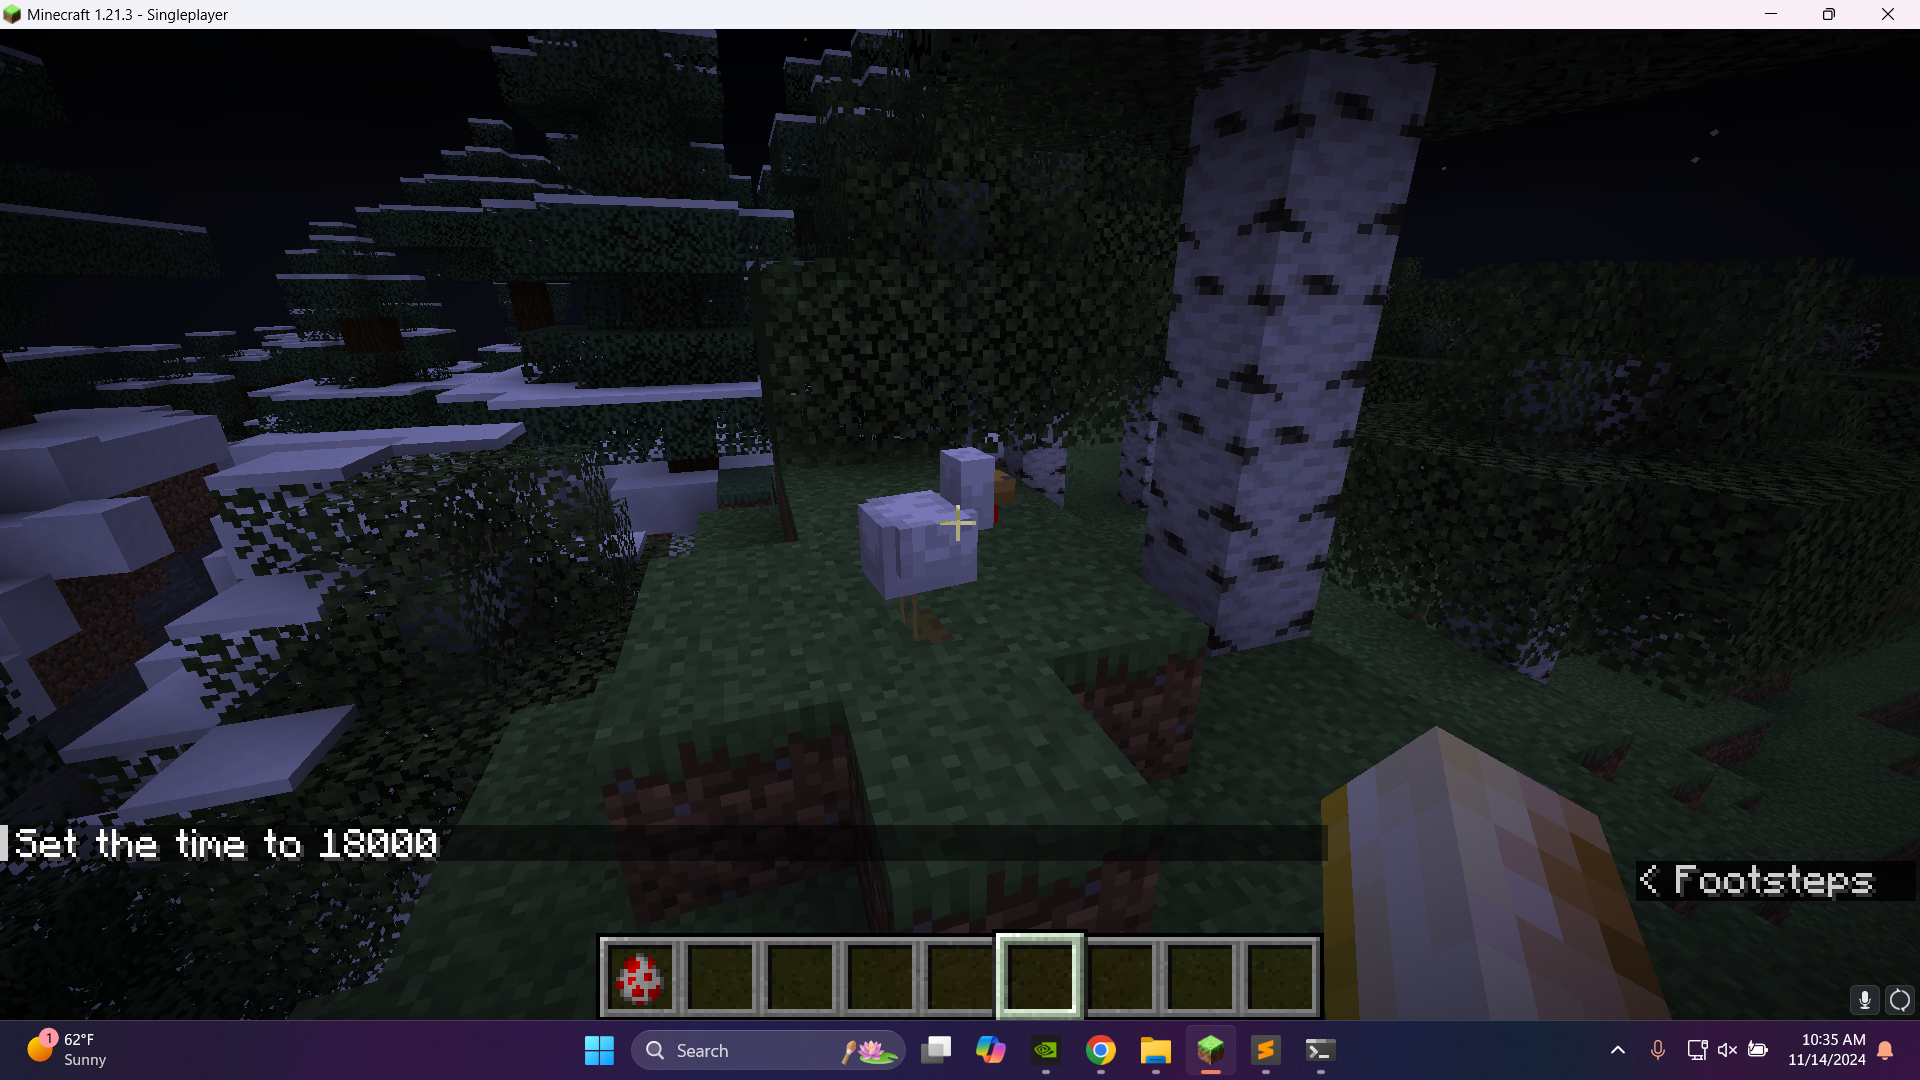 Minecraft 1.21.3 - Singleplayer
Set the time to 18000
< Footsteps
1
62°F
Sunny
Search
10:35 AM
11/14/2024